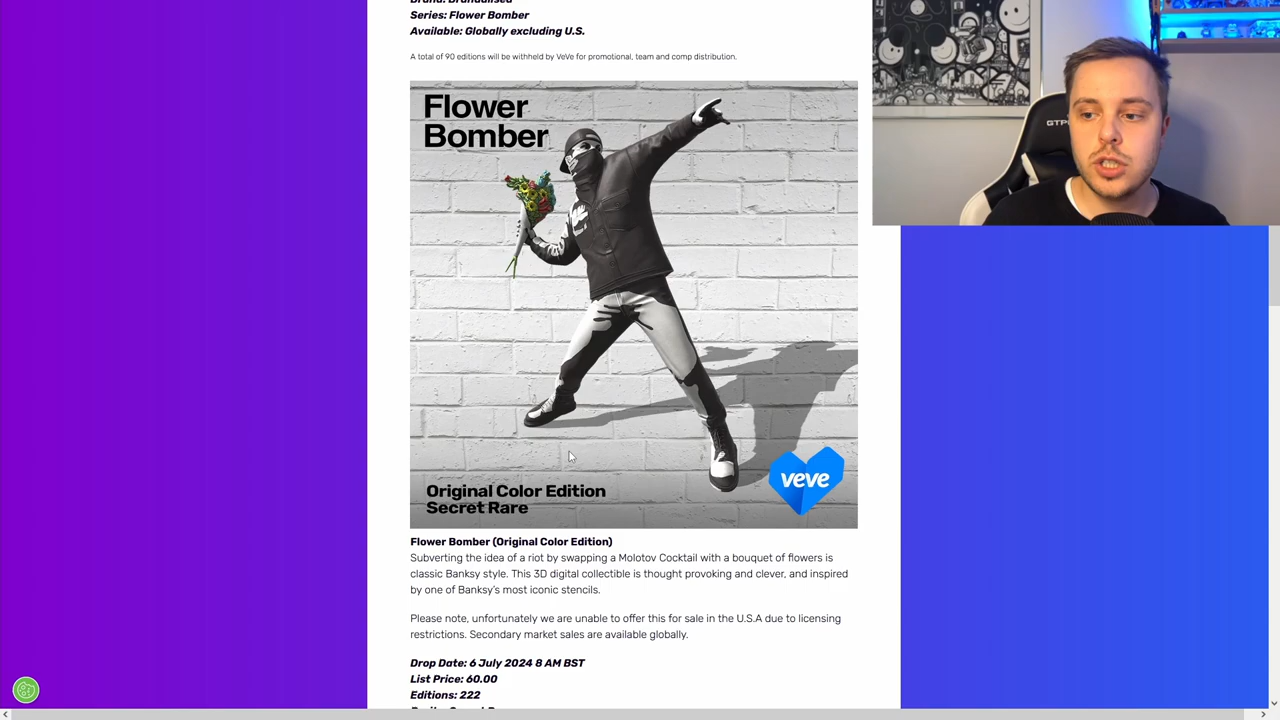 Series: Flower Bomber
Available: Globally excluding U.S.
A total of 90 editions will be withheld by VeVe for promotional, team and comp distribution.
Flower
Bomber
veve
Original Color Edition
Secret Rare
Flower Bomber (Original Color Edition)
Subverting the idea of a riot by swapping a Molotov Cocktail with a bouquet of flowers is
classic Banksy style. This 3D digital collectible is thought provoking and clever, and inspired
by one of Banksy's most iconic stencils.
Please note, unfortunately we are unable to offer this for sale in the U.S.A due to licensing
restrictions. Secondary market sales are available globally.
Drop Date: 6 July 2024 8 AM BST
List Price: 60.00
Editions: 222